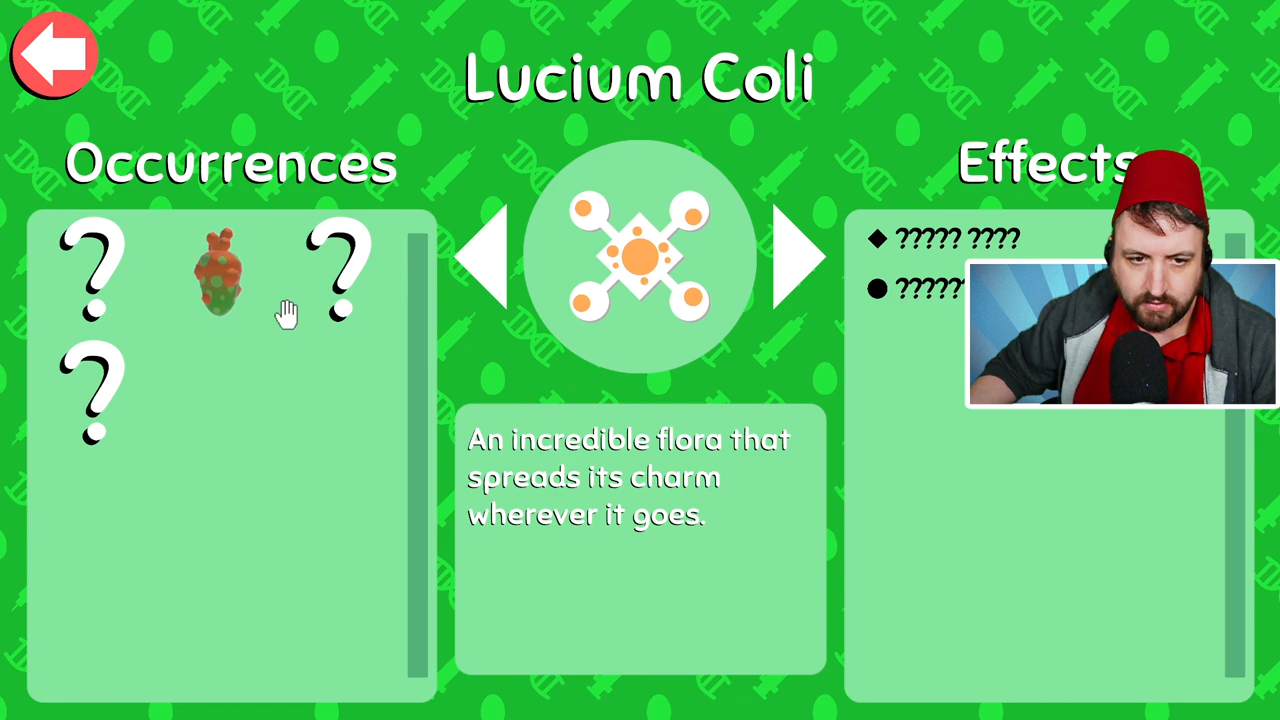 Lucium Coli
Occurrences
Effects
?
?
?
????? ????
?????
An incredible flora that
spreads its charm
wherever it goes.